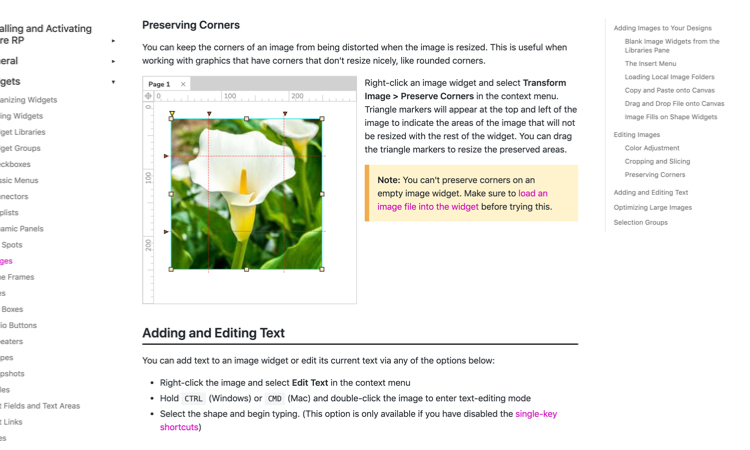 alling and Activating
re RP
eral
gets
anizing Widgets
ing Widgets
get Libraries
get Groups
eckboxes
ssic Menus
nnectors
plists
amic Panels
Spots
ges
e Frames
es
Boxes
io Buttons
eaters
pes
pshots
les
t Fields and Text Areas
t Links
es
Preserving Corners
You can keep the corners of an image from being distorted when the image is resized. This is useful when
working with graphics that have corners that don't resize nicely, like rounded corners.
Page 1
0 100 200
0
100
200
Right-click an image widget and select Transform
Image > Preserve Corners in the context menu.
Triangle markers will appear at the top and left of the
image to indicate the areas of the image that will not
be resized with the rest of the widget. You can drag
the triangle markers to resize the preserved areas.
Note: You can't preserve corners on an
empty image widget. Make sure to load an
image file into the widget before trying this.
Adding and Editing Text
You can add text to an image widget or edit its current text via any of the options below:
• Right-click the image and select Edit Text in the context menu
• Hold CTRL (Windows) or CMD (Mac) and double-click the image to enter text-editing mode
• Select the shape and begin typing. (This option is only available if you have disabled the single-key
shortcuts)
Adding Images to Your Designs
Blank Image Widgets from the
Libraries Pane
The Insert Menu
Loading Local Image Folders
Copy and Paste onto Canvas
Drag and Drop File onto Canvas
Image Fills on Shape Widgets
Editing Images
Color Adjustment
Cropping and Slicing
Preserving Corners
Adding and Editing Text
Optimizing Large Images
Selection Groups